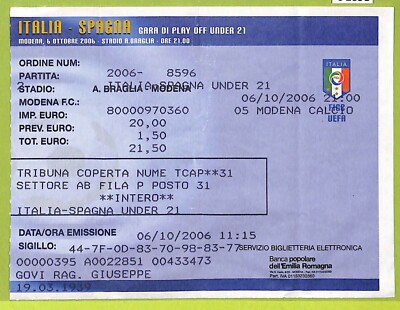 ITALIA - SPAGNA GARA DI PLAY OFF UNDER 21
MODENA, 6 OTTOBRE 2006 - STADIO A.BRAGLIA - ORE 21.00
ORDINE NUM:
PARTITA: 2006- 8596
2 ITALIA-SPAGNA UNDER 21
STADIO: A. BRAGLIA - MODENA
06/10/2006 21:00
MODENA F.C.: 80000970360 05 MODENA CALCIO
IMP. EURO: 20,00
PREV. EURO: 1,50
TOT. EURO: 21,50
ITALIA
FIGC
UEFA
TRIBUNA COPERTA NUME TCAP**31
SETTORE AB FILA P POSTO 31
**INTERO**
ITALIA-SPAGNA UNDER 21
DATA/ORA EMISSIONE 06/10/2006 11:15
SIGILLO: 44-7F-0D-83-70-98-83-77
SERVIZIO BIGLIETTERIA ELETTRONICA
00000395 A0022851 00433473
GOVI RAG. GIUSEPPE
19.03.1939
Banca popolare
dell'Emilia Romagna